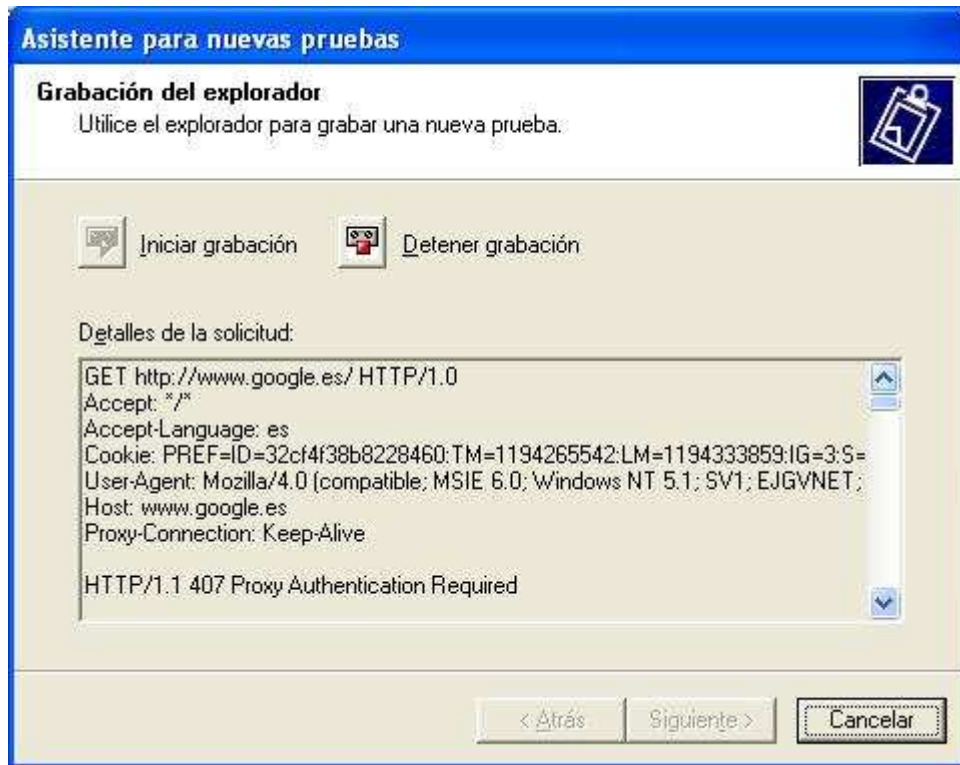 Asistente para nuevas pruebas
Grabación del explorador
Utilice el explorador para grabar una nueva prueba.
Iniciar grabación
Detener grabación
Detalles de la solicitud:
GET http://www.google.es/ HTTP/1.0
Accept: */*
Accept-Language: es
Cookie: PREF=ID=32cf4f38b8228460:TM=1194265542:LM=1194333859:IG=3:S=
User-Agent: Mozilla/4.0 (compatible; MSIE 6.0; Windows NT 5.1; SV1; EJGVNET;
Host: www.google.es
Proxy-Connection: Keep-Alive
HTTP/1.1 407 Proxy Authentication Required
< Atrás
Siguiente >
Cancelar